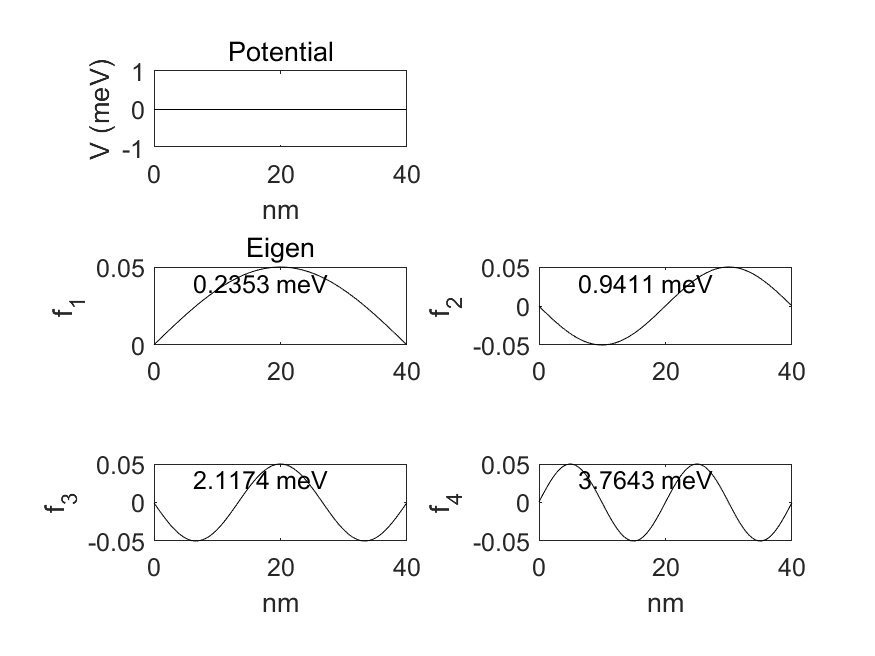 Potential
V (meV)
1
0
-1
0 20 40
nm
Eigen
f1
0.05
0
0.2353 meV
0 20 40
f2
0.05
0
-0.05
0.9411 meV
0 20 40
f3
0.05
0
-0.05
2.1174 meV
0 20 40
nm
f4
0.05
0
-0.05
3.7643 meV
0 20 40
nm